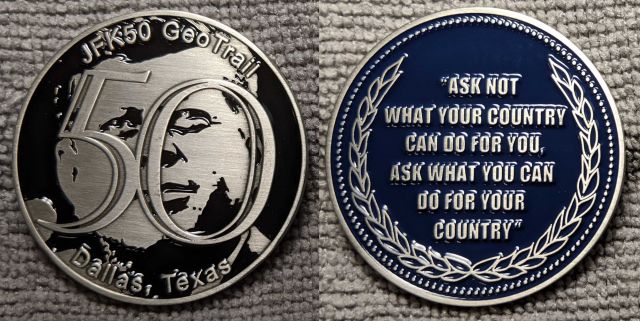 JFK50 GeoTrail
50
Dallas, Texas
"ASK NOT
WHAT YOUR COUNTRY
CAN DO FOR YOU,
ASK WHAT YOU CAN
DO FOR YOUR
COUNTRY"